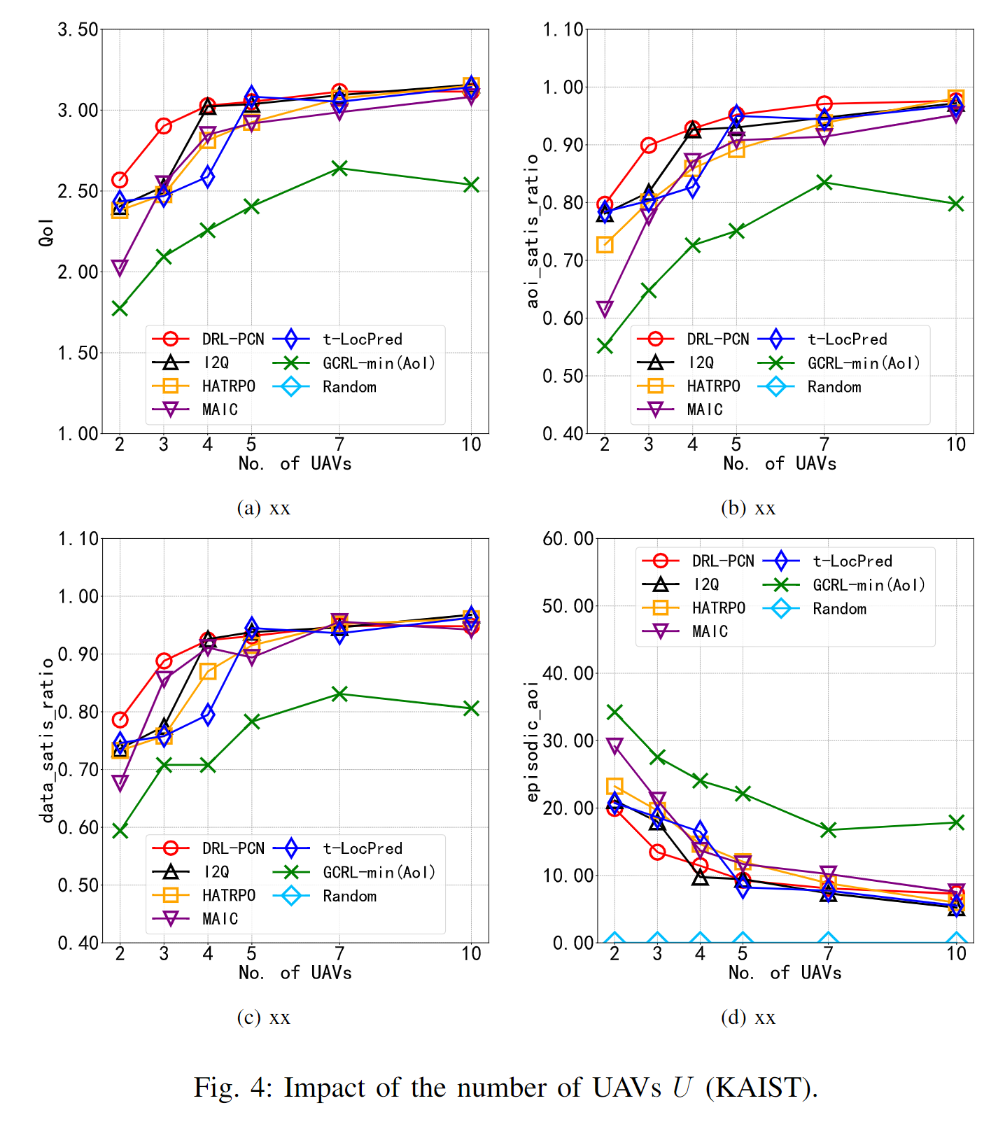 3.50
3.00
2.50
2.00
1.50
1.00
QoI
DRL-PCN
I2Q
HATRPO
MAIC
t-LocPred
GCRL-min(AoI)
Random
2 3 4 5 7 10
No. of UAVs
(a) xx
1.10
1.00
0.90
0.80
0.70
0.60
0.50
0.40
aoi_satis_ratio
DRL-PCN
I2Q
HATRPO
MAIC
t-LocPred
GCRL-min(AoI)
Random
2 3 4 5 7 10
No. of UAVs
(b) xx
1.10
1.00
0.90
0.80
0.70
0.60
0.50
0.40
data_satis_ratio
DRL-PCN
I2Q
HATRPO
MAIC
t-LocPred
GCRL-min(AoI)
Random
2 3 4 5 7 10
No. of UAVs
(c) xx
60.00
50.00
40.00
30.00
20.00
10.00
0.00
episodic_aoi
DRL-PCN
I2Q
HATRPO
MAIC
t-LocPred
GCRL-min(AoI)
Random
2 3 4 5 7 10
No. of UAVs
(d) xx
Fig. 4: Impact of the number of UAVs U (KAIST).